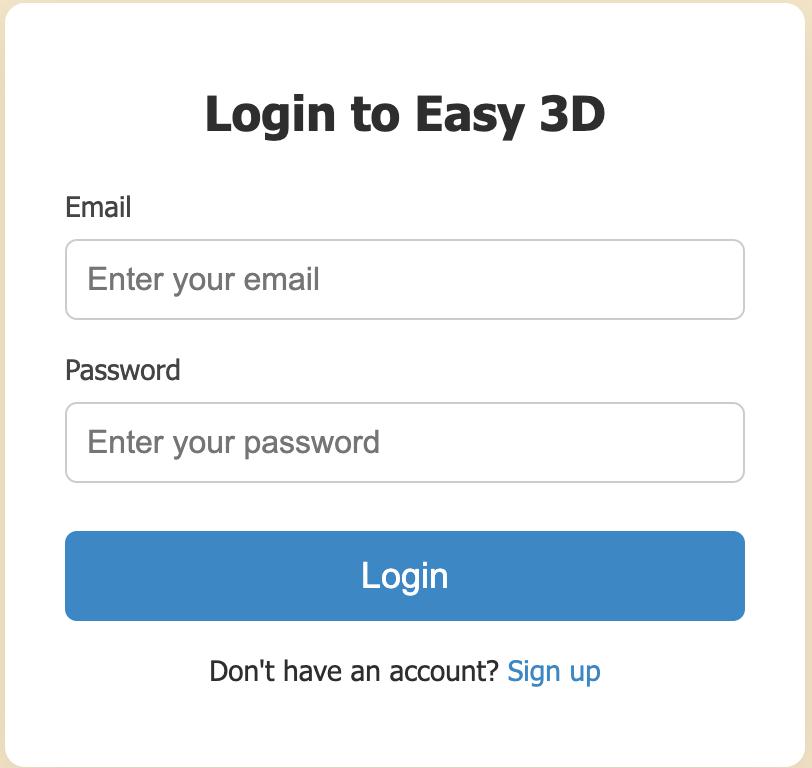 Login to Easy 3D
Email
Enter your email
Password
Enter your password
Login
Don't have an account? Sign up